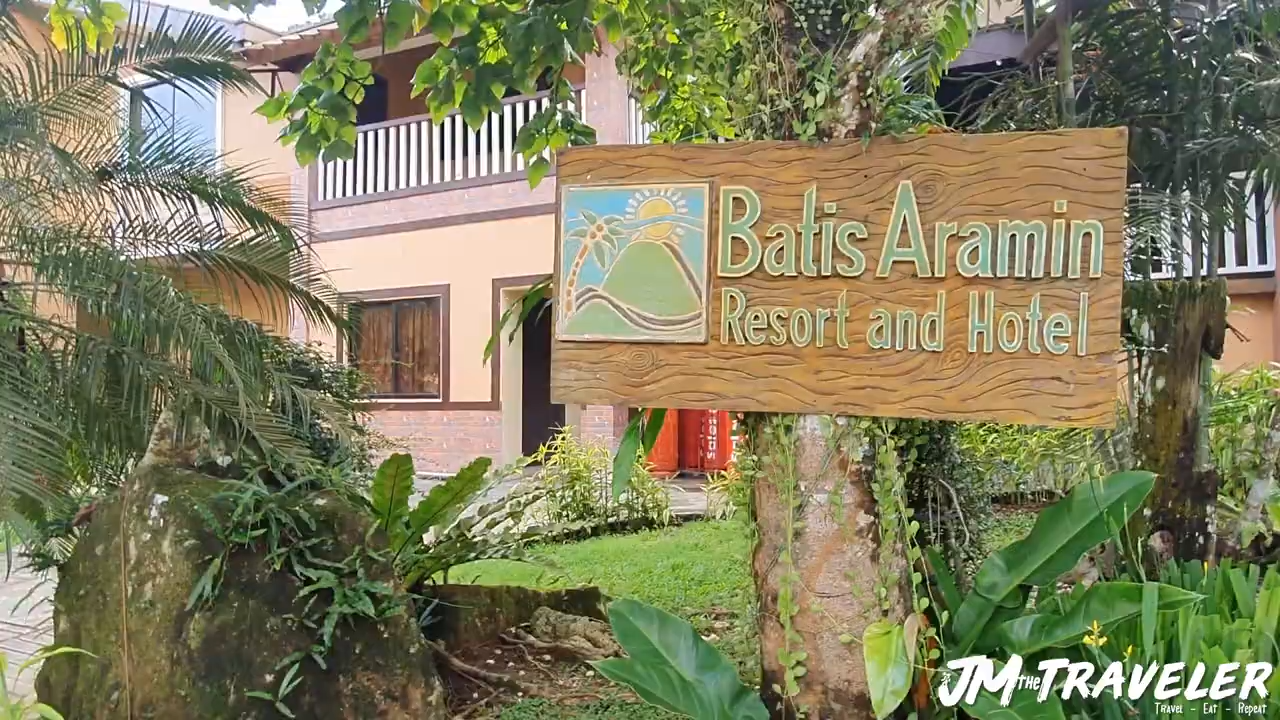 Batis Aramin
Resort and Hotel
JM THE TRAVELER
Travel - Eat - Repeat